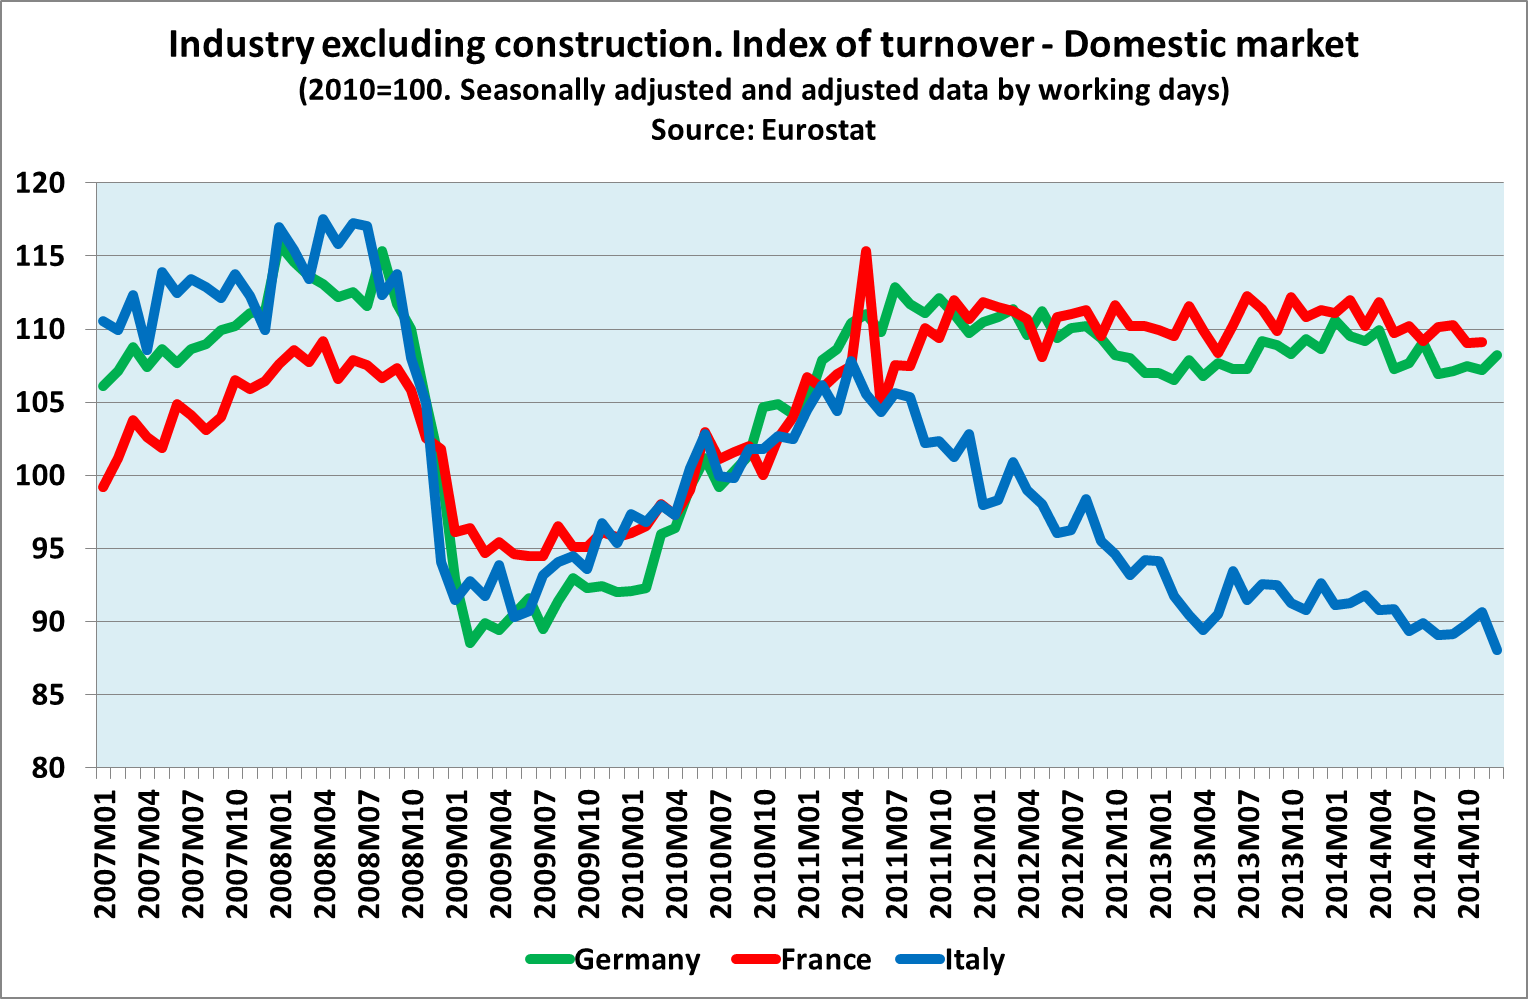 Industry excluding construction. Index of turnover - Domestic market
(2010=100. Seasonally adjusted and adjusted data by working days)
Source: Eurostat
120
115
110
105
100
95
90
85
80
2007M01
2007M04
2007M07
2007M10
2008M01
2008M04
2008M07
2008M10
2009M01
2009M04
2009M07
2009M10
2010M01
2010M04
2010M07
2010M10
2011M01
2011M04
2011M07
2011M10
2012M01
2012M04
2012M07
2012M10
2013M01
2013M04
2013M07
2013M10
2014M01
2014M04
2014M07
2014M10
Germany France Italy